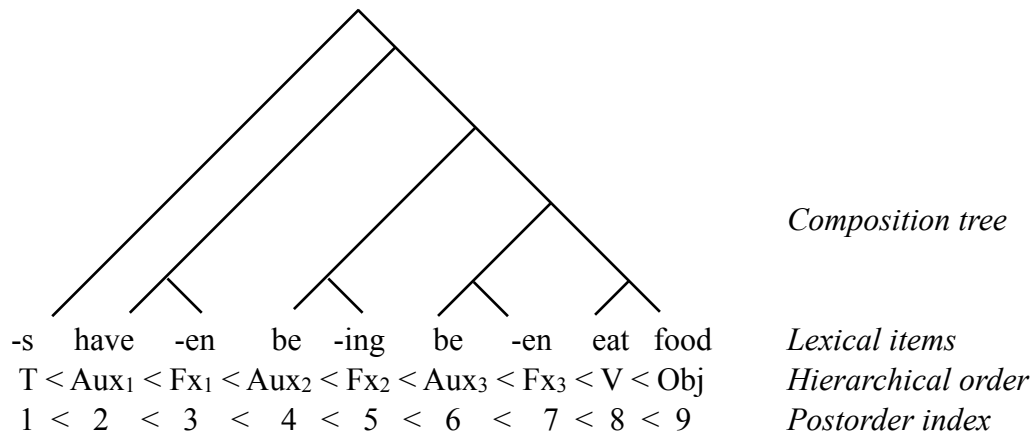 Composition tree
-s have -en be -ing be -en eat food Lexical items
T < Aux₁ < Fx₁ < Aux₂ < Fx₂ < Aux₃ < Fx₃ < V < Obj Hierarchical order
1 < 2 < 3 < 4 < 5 < 6 < 7 < 8 < 9 Postorder index